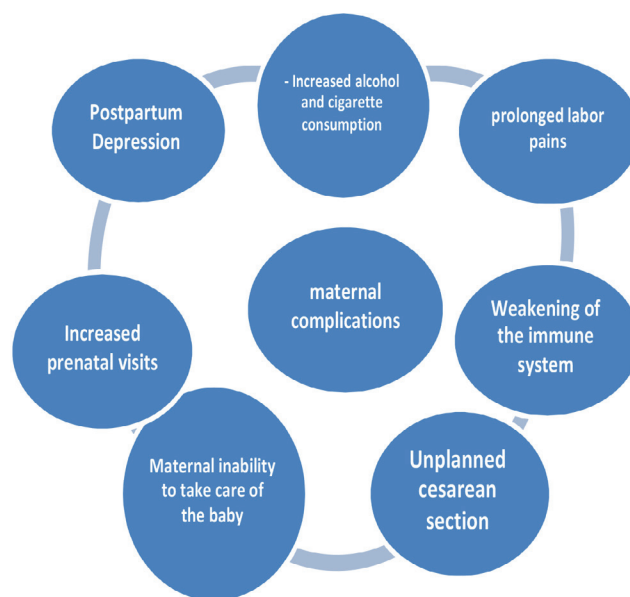 - Increased alcohol
and cigarette
consumption
prolonged labor
pains
Weakening of
the immune
system
Unplanned
cesarean
section
Maternal inability
to take care of
the baby
Increased
prenatal visits
Postpartum
Depression
maternal
complications